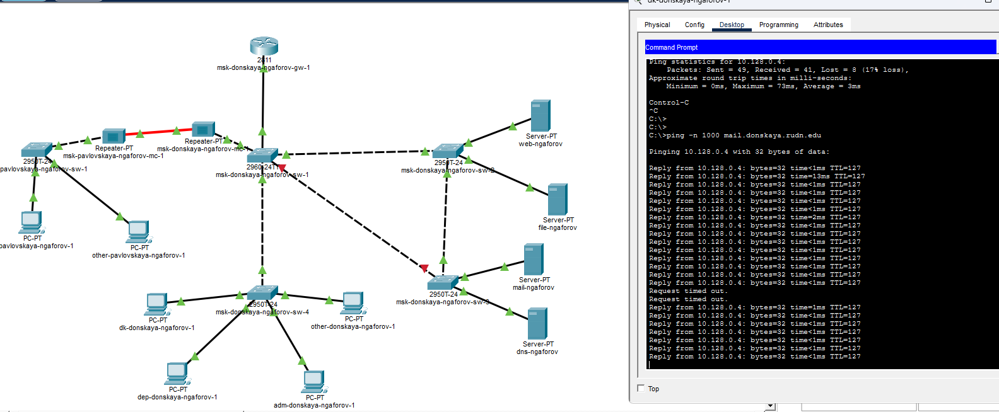 2811
msk-donskaya-ngaforov-gw-1
Repeater-PT
msk-pavlovskaya-ngaforov-mc-1
Repeater-PT
msk-donskaya-ngaforov-mc-1
2950T-24
pavlovskaya-ngaforov-sw-1
2960-24TT
msk-donskaya-ngaforov-sw-1
2950T-24
msk-donskaya-ngaforov-sw-2
Server-PT
web-ngaforov
Server-PT
file-ngaforov
PC-PT
pavlovskaya-ngaforov-1
PC-PT
other-pavlovskaya-ngaforov-1
Server-PT
mail-ngaforov
2950T-24
msk-donskaya-ngaforov-sw-3
2950T-24
msk-donskaya-ngaforov-sw-4
PC-PT
dk-donskaya-ngaforov-1
PC-PT
other-donskaya-ngaforov-1
Server-PT
dns-ngaforov
PC-PT
dep-donskaya-ngaforov-1
PC-PT
adm-donskaya-ngaforov-1
dk-donskaya-ngaforov-1
Physical Config Desktop Programming Attributes
Command Prompt
Ping statistics for 10.128.0.4:
Packets: Sent = 49, Received = 41, Lost = 8 (17% loss),
Approximate round trip times in milli-seconds:
Minimum = 0ms, Maximum = 73ms, Average = 3ms
Control-C
^C
C:\>
C:\>
C:\>ping -n 1000 mail.donskaya.rudn.edu
Pinging 10.128.0.4 with 32 bytes of data:
Reply from 10.128.0.4: bytes=32 time<1ms TTL=127
Reply from 10.128.0.4: bytes=32 time=13ms TTL=127
Reply from 10.128.0.4: bytes=32 time<1ms TTL=127
Reply from 10.128.0.4: bytes=32 time<1ms TTL=127
Reply from 10.128.0.4: bytes=32 time<1ms TTL=127
Reply from 10.128.0.4: bytes=32 time<1ms TTL=127
Reply from 10.128.0.4: bytes=32 time=2ms TTL=127
Reply from 10.128.0.4: bytes=32 time<1ms TTL=127
Reply from 10.128.0.4: bytes=32 time<1ms TTL=127
Reply from 10.128.0.4: bytes=32 time<1ms TTL=127
Reply from 10.128.0.4: bytes=32 time<1ms TTL=127
Reply from 10.128.0.4: bytes=32 time<1ms TTL=127
Reply from 10.128.0.4: bytes=32 time<1ms TTL=127
Reply from 10.128.0.4: bytes=32 time<1ms TTL=127
Reply from 10.128.0.4: bytes=32 time<1ms TTL=127
Request timed out.
Request timed out.
Reply from 10.128.0.4: bytes=32 time=1ms TTL=127
Reply from 10.128.0.4: bytes=32 time<1ms TTL=127
Reply from 10.128.0.4: bytes=32 time<1ms TTL=127
Reply from 10.128.0.4: bytes=32 time<1ms TTL=127
Reply from 10.128.0.4: bytes=32 time<1ms TTL=127
Reply from 10.128.0.4: bytes=32 time<1ms TTL=127
Reply from 10.128.0.4: bytes=32 time<1ms TTL=127
Top